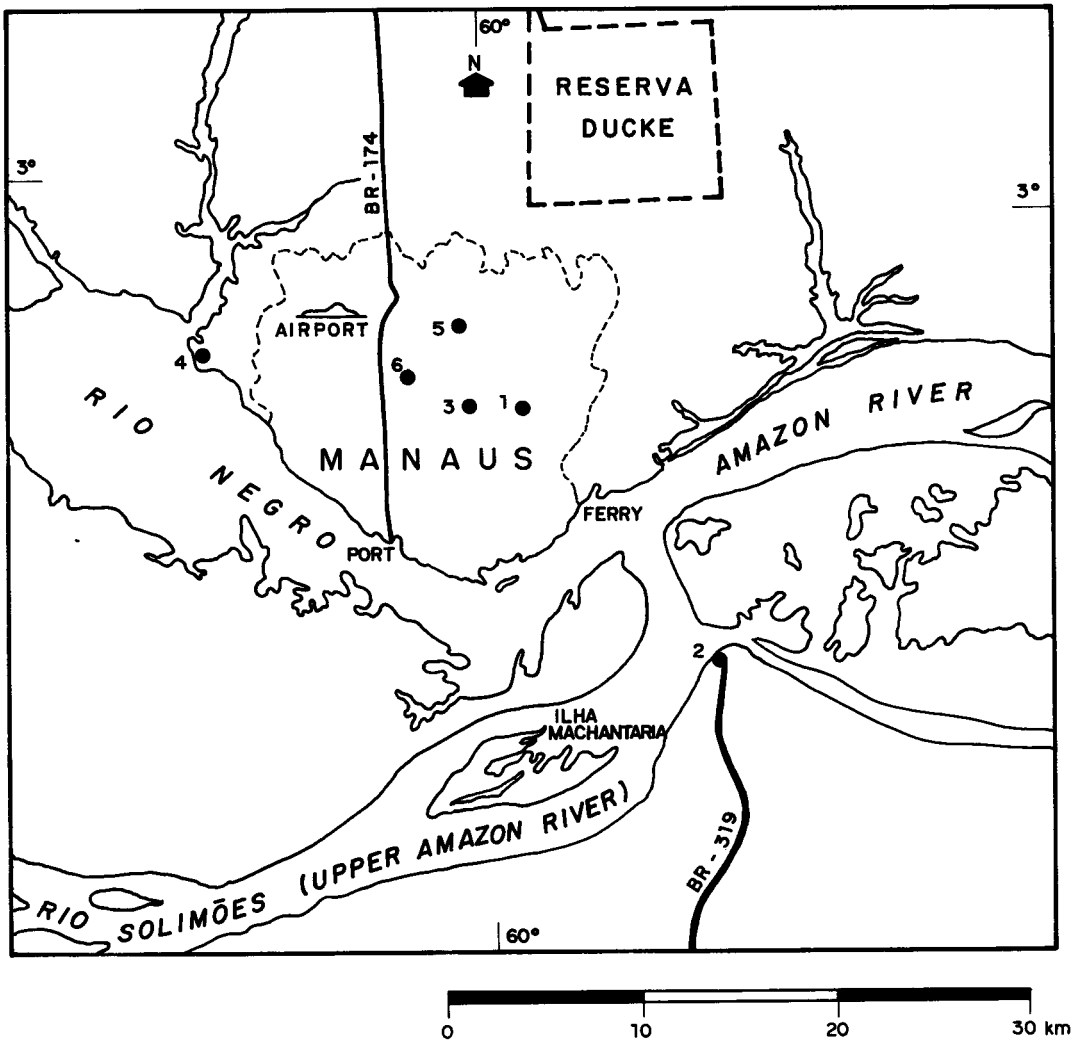 60°
N
RESERVA
DUCKE
BR-174
3°
3°
AIRPORT
5
4
6
3
1
RIO NEGRO
MANAUS
AMAZON RIVER
FERRY
PORT
2
ILHA
MACHANTARIA
RIO SOLIMŌES (UPPER AMAZON RIVER)
BR-319
60°
0 10 20 30 km